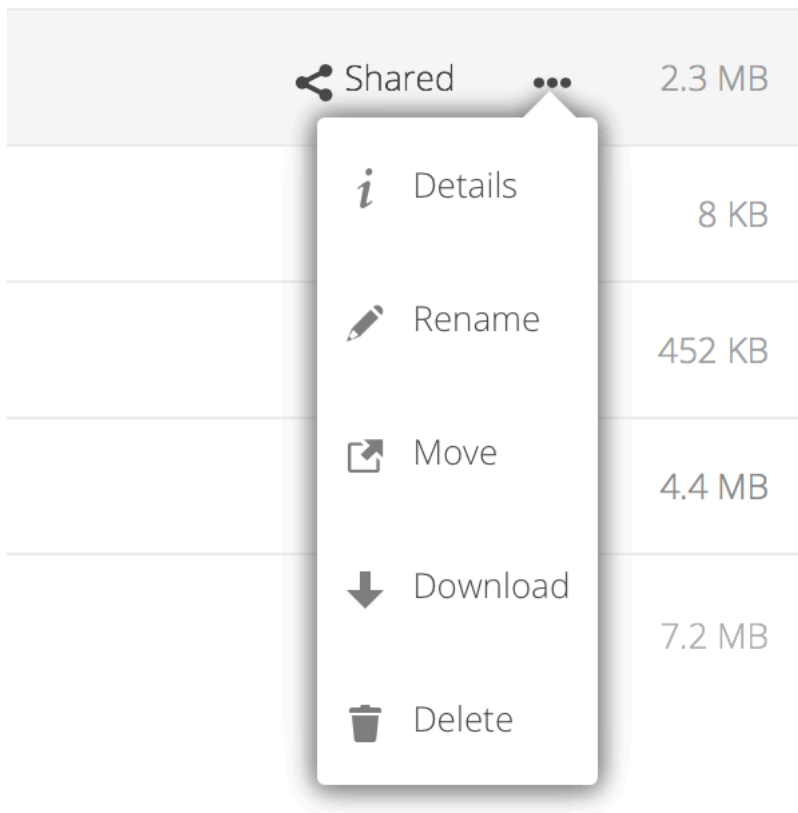 Shared ••• 2.3 MB
Details
8 KB
Rename
452 KB
Move
4.4 MB
Download
7.2 MB
Delete